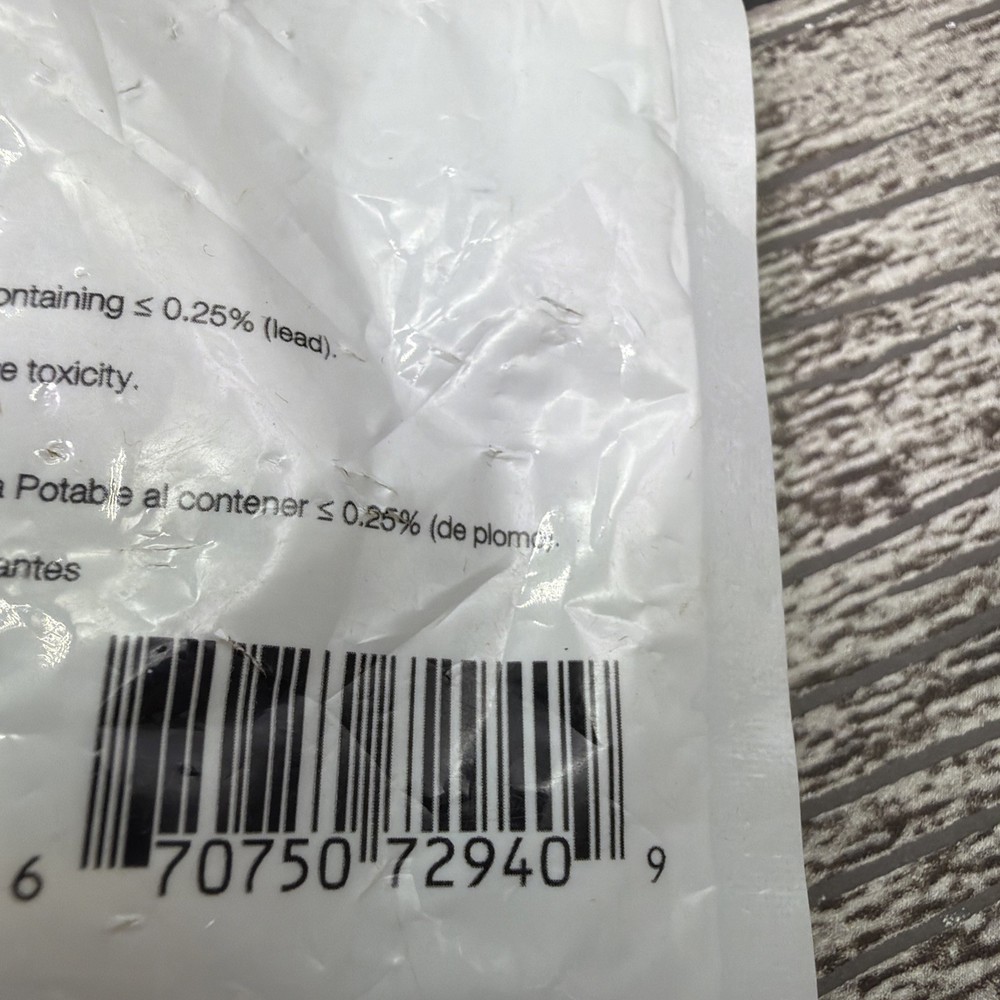 ontaining ≤ 0.25% (lead).
e toxicity.
a Potable al contener ≤ 0.25% (de plomo).
antes
6 70750 72940 9